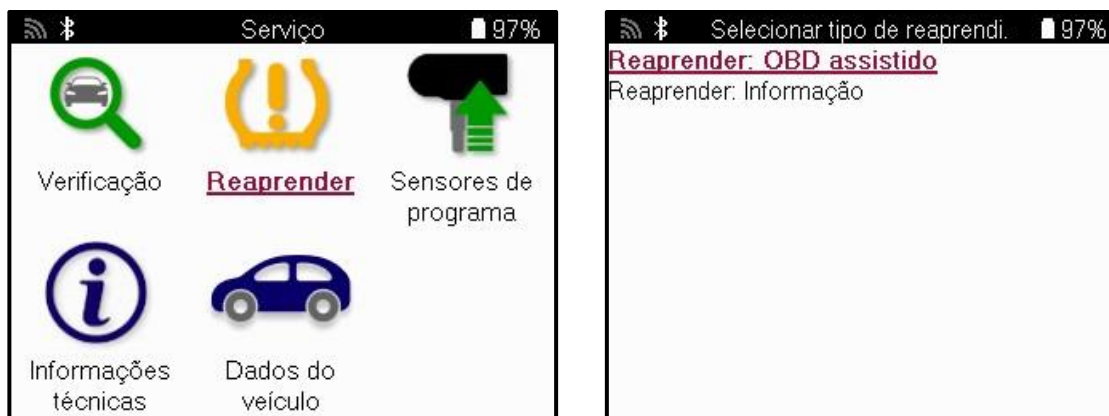 Serviço 97%
Verificação Reaprender Sensores de
programa
Informações Dados do
técnicas veículo
Selecionar tipo de reaprendi. 97%
Reaprender: OBD assistido
Reaprender: Informação